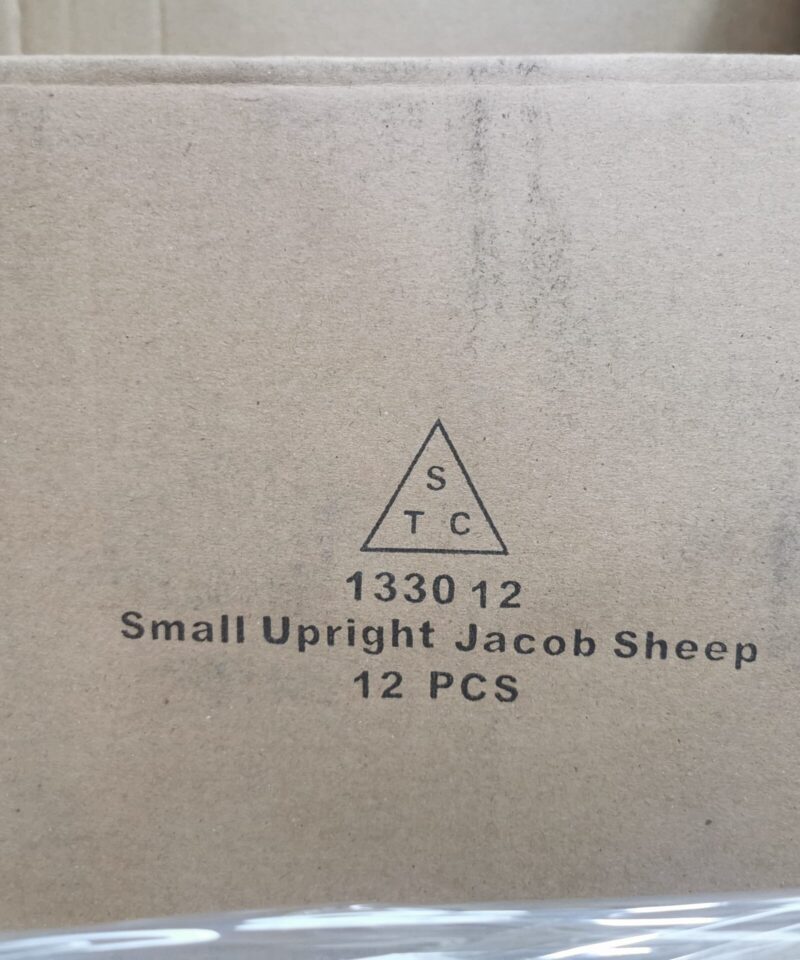 S
T C
1330 12
Small Upright Jacob Sheep
12 PCS